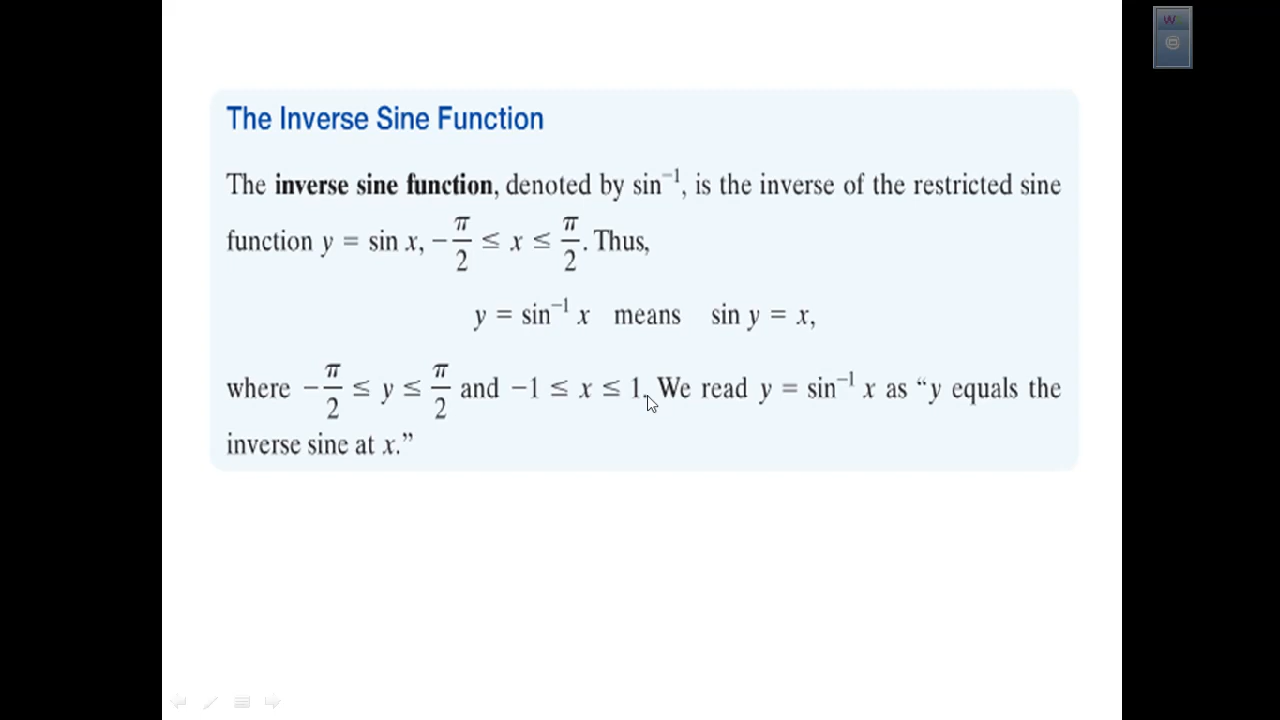 The Inverse Sine Function
The inverse sine function, denoted by sin⁻¹, is the inverse of the restricted sine
function y = sin x, −π/2 ≤ x ≤ π/2. Thus,
y = sin⁻¹ x means sin y = x,
where −π/2 ≤ y ≤ π/2 and −1 ≤ x ≤ 1. We read y = sin⁻¹ x as “y equals the
inverse sine at x.”
W